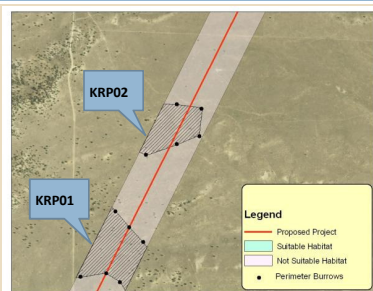 KRP02
KRP01
Legend
Proposed Project
Suitable Habitat
Not Suitable Habitat
Perimeter Burrows